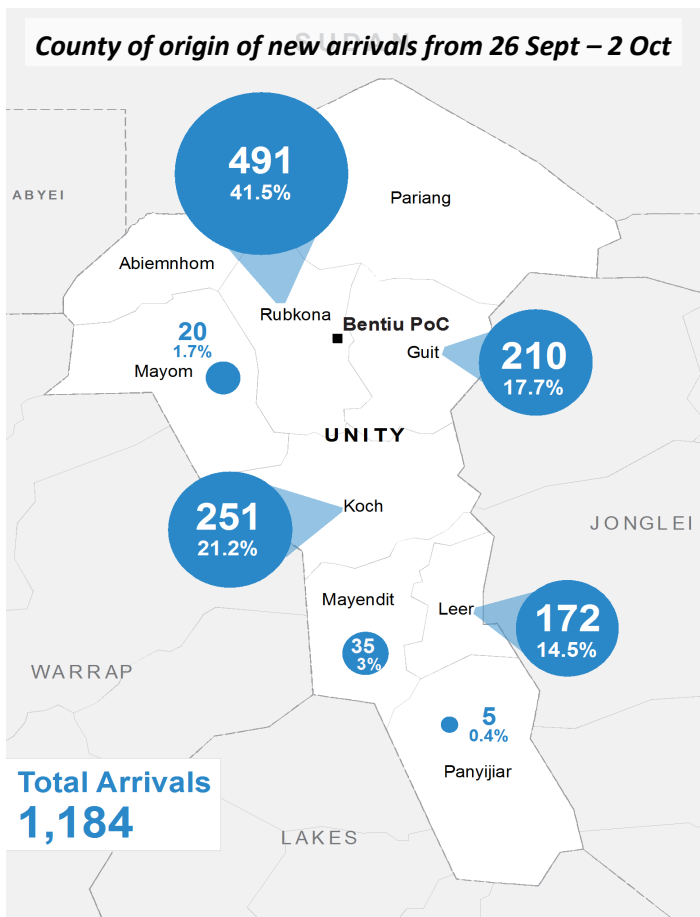 SUDAN
County of origin of new arrivals from 26 Sept – 2 Oct
491
41.5%
ABYEI
Pariang
Abiemnhom
Rubkona
Bentiu PoC
20
1.7%
Mayom
Guit
210
17.7%
UNITY
251
21.2%
Koch
JONGLEI
Mayendit
Leer
172
14.5%
35
3%
WARRAP
5
0.4%
Panyijiar
Total Arrivals
1,184
LAKES